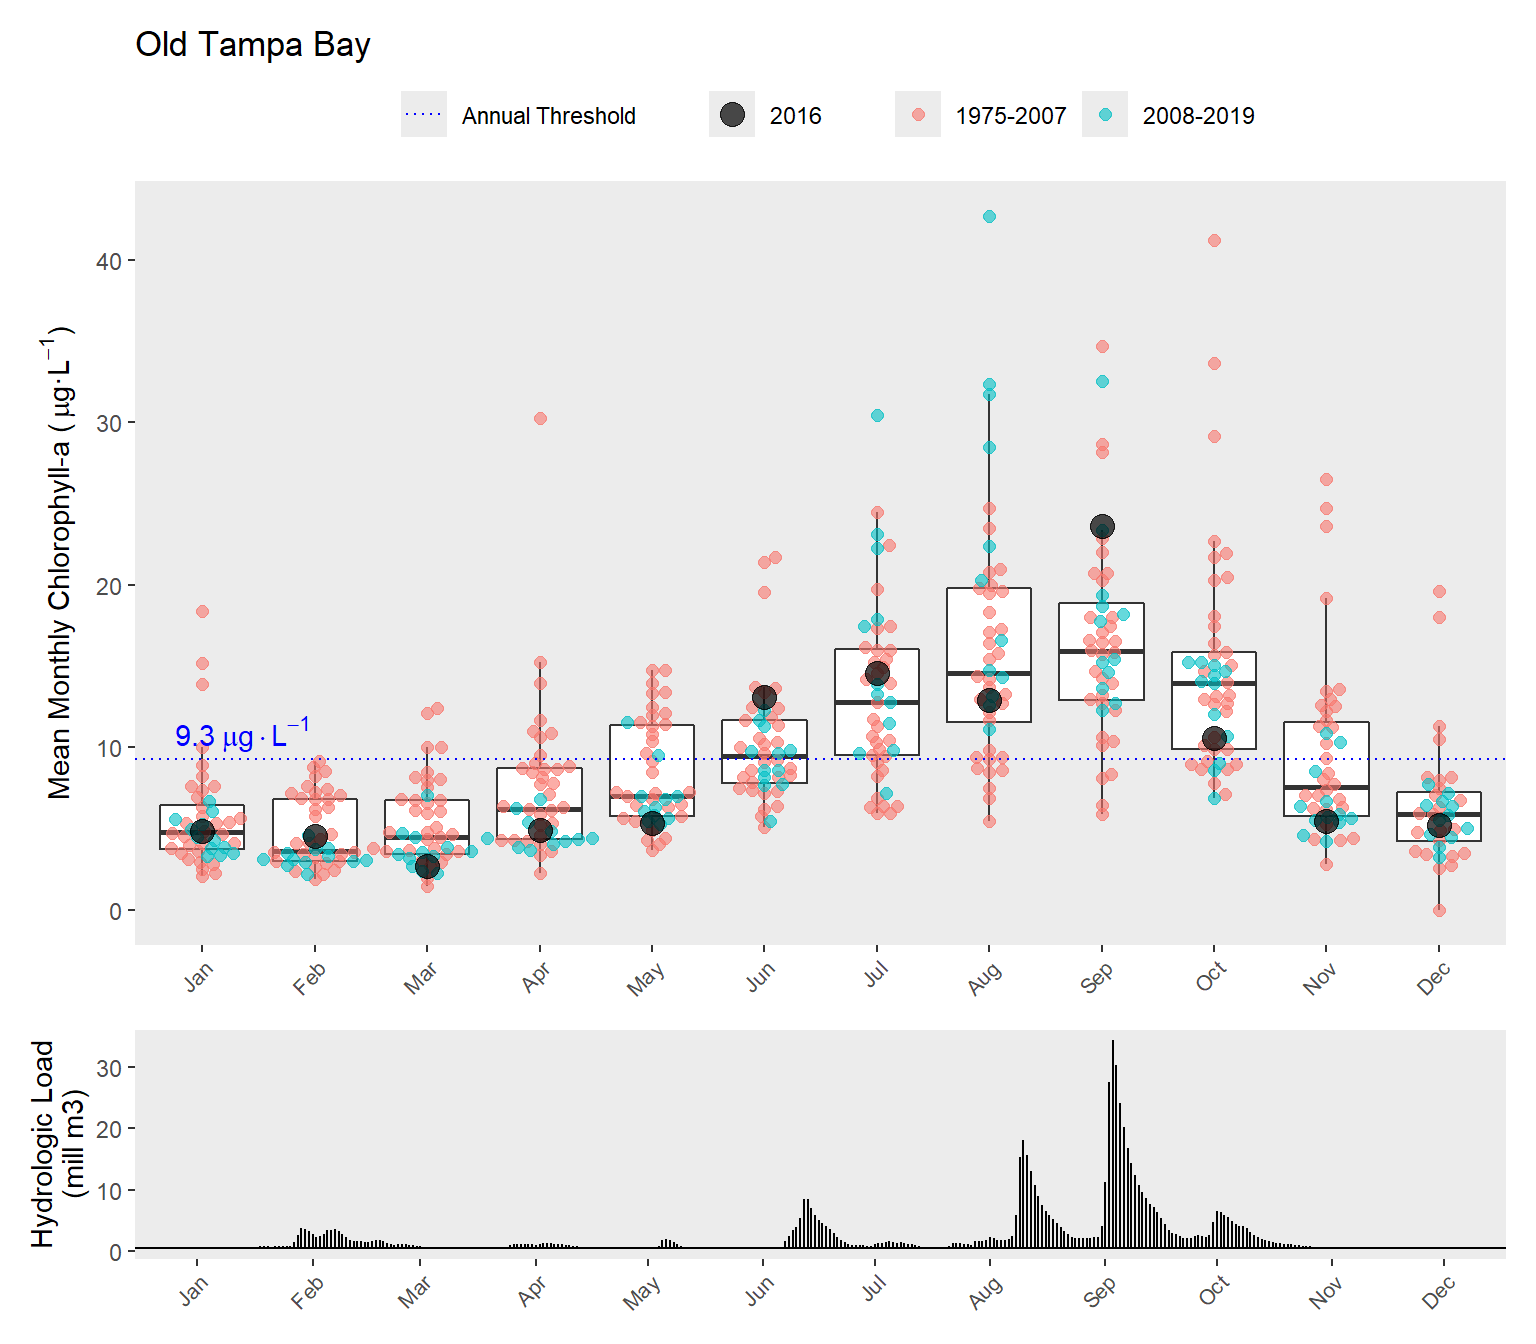 Old Tampa Bay
Annual Threshold 2016 1975-2007 2008-2019
Mean Monthly Chlorophyll-a ( μg·L⁻¹)
40
30
20
10
0
9.3 μg·L⁻¹
Jan Feb Mar Apr May Jun Jul Aug Sep Oct Nov Dec
Hydrologic Load
(mill m3)
30
20
10
0
Jan Feb Mar Apr May Jun Jul Aug Sep Oct Nov Dec